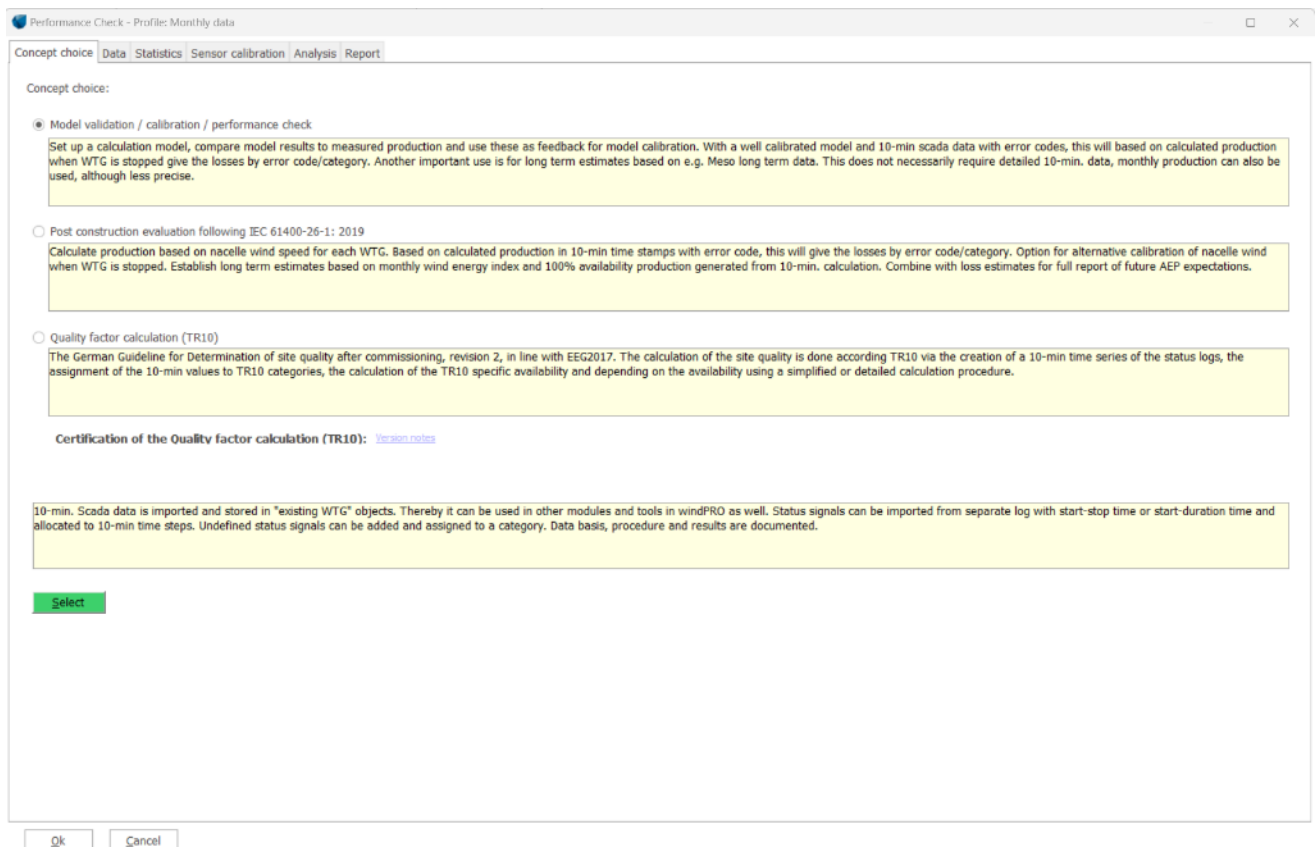 Performance Check - Profile: Monthly data
Concept choice Data Statistics Sensor calibration Analysis Report
Concept choice:
Model validation / calibration / performance check
Set up a calculation model, compare model results to measured production and use these as feedback for model calibration. With a well calibrated model and 10-min scada data with error codes, this will based on calculated production
when WTG is stopped give the losses by error code/category. Another important use is for long term estimates based on e.g. Meso long term data. This does not necessarily require detailed 10-min. data, monthly production can also be
used, although less precise.
Post construction evaluation following IEC 61400-26-1: 2019
Calculate production based on nacelle wind speed for each WTG. Based on calculated production in 10-min time stamps with error code, this will give the losses by error code/category. Option for alternative calibration of nacelle wind
when WTG is stopped. Establish long term estimates based on monthly wind energy index and 100% availability production generated from 10-min. calculation. Combine with loss estimates for full report of future AEP expectations.
Quality factor calculation (TR10)
The German Guideline for Determination of site quality after commissioning, revision 2, in line with EEG2017. The calculation of the site quality is done according TR10 via the creation of a 10-min time series of the status logs, the
assignment of the 10-min values to TR10 categories, the calculation of the TR10 specific availability and depending on the availability using a simplified or detailed calculation procedure.
Certification of the Quality factor calculation (TR10): Version notes
10-min. Scada data is imported and stored in "existing WTG" objects. Thereby it can be used in other modules and tools in windPRO as well. Status signals can be imported from separate log with start-stop time or start-duration time and
allocated to 10-min time steps. Undefined status signals can be added and assigned to a category. Data basis, procedure and results are documented.
Select
Ok Cancel